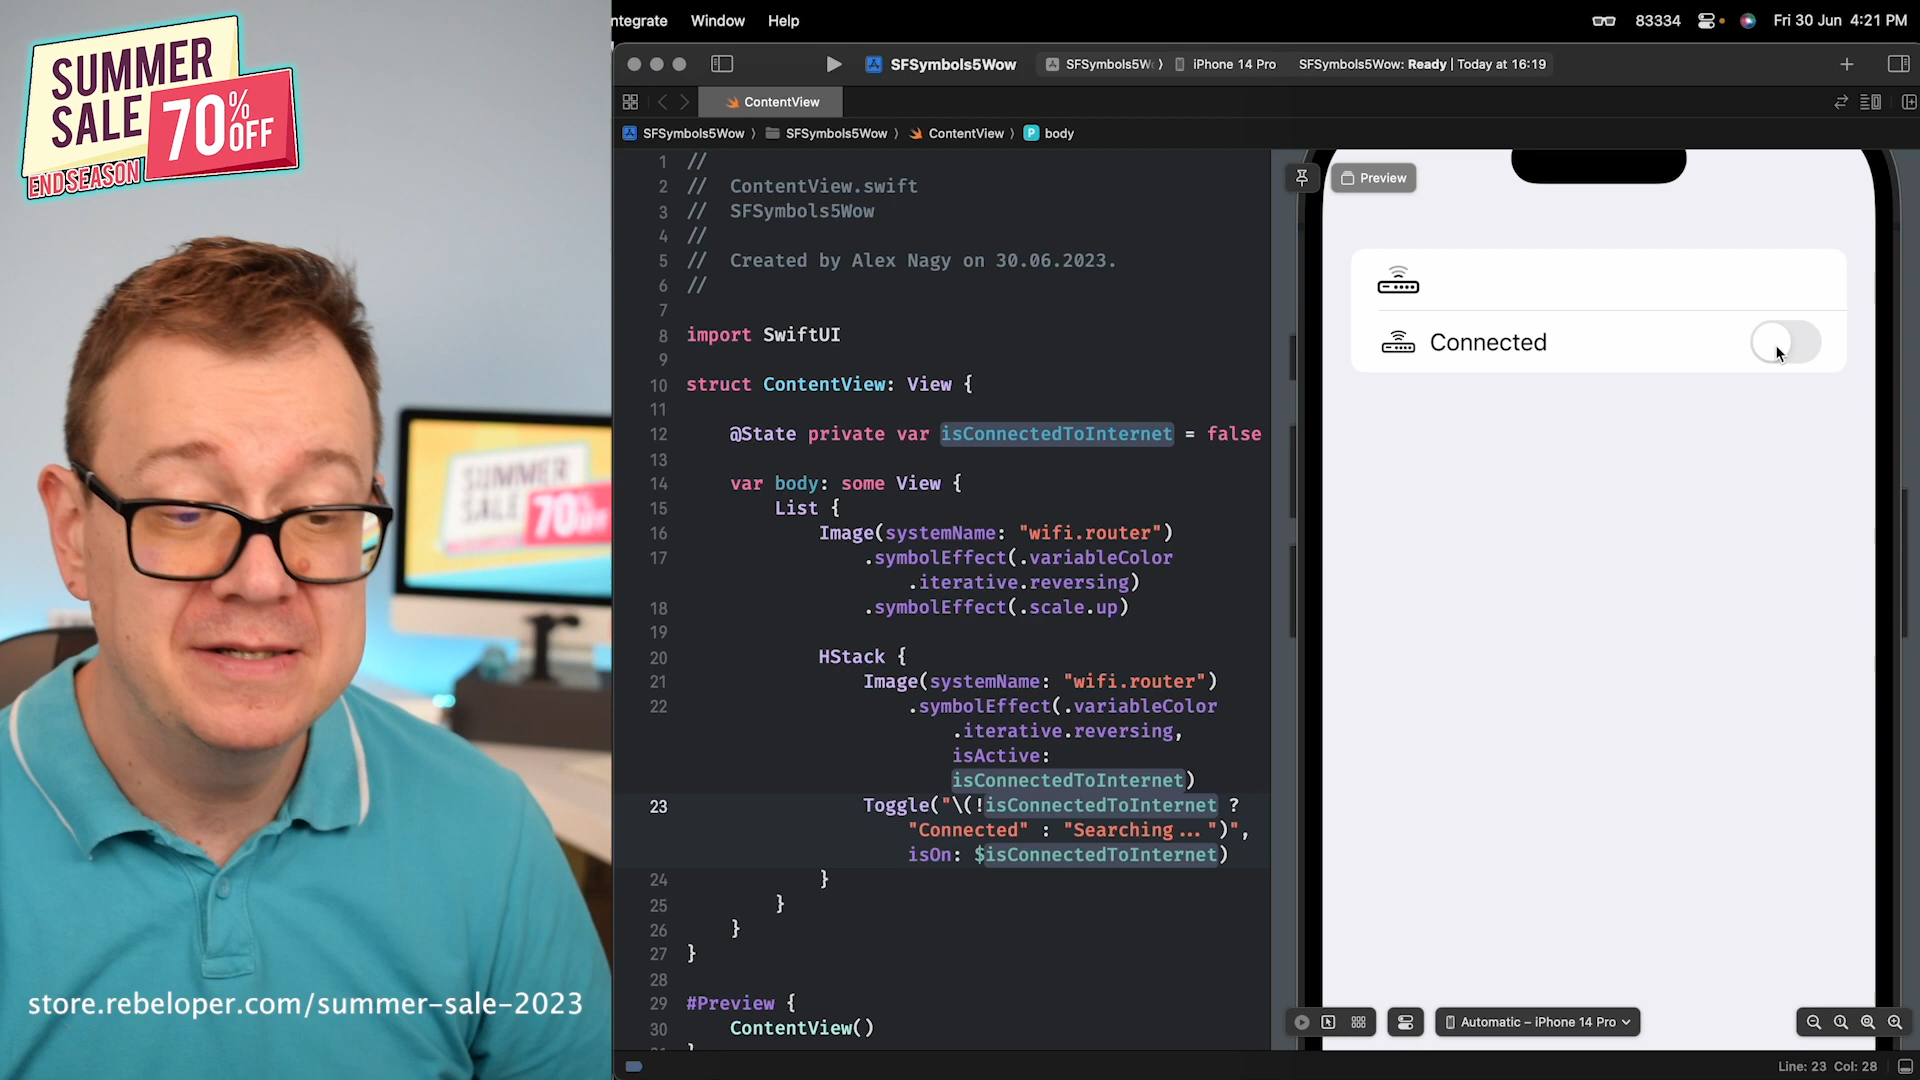 SUMMER
SALE 70% OFF
END SEASON
SUMMER
SALE
70%
store.rebeloper.com/summer-sale-2023
ntegrate Window Help
83334 Fri 30 Jun 4:21 PM
SFSymbols5Wow SFSymbols5W iPhone 14 Pro SFSymbols5Wow: Ready | Today at 16:19
ContentView
SFSymbols5Wow SFSymbols5Wow ContentView P body
1 //
2 // ContentView.swift
3 // SFSymbols5Wow
4 //
5 // Created by Alex Nagy on 30.06.2023.
6 //
7
8 import SwiftUI
9
10 struct ContentView: View {
11
12 @State private var isConnectedToInternet = false
13
14 var body: some View {
15 List {
16 Image(systemName: "wifi.router")
17 .symbolEffect(.variableColor
.iterative.reversing)
18 .symbolEffect(.scale.up)
19
20 HStack {
21 Image(systemName: "wifi.router")
22 .symbolEffect(.variableColor
.iterative.reversing,
isActive:
isConnectedToInternet)
23 Toggle("\(!isConnectedToInternet ?
"Connected" : "Searching...")",
isOn: $isConnectedToInternet)
24 }
25 }
26 }
27 }
28
29 #Preview {
30 ContentView()
Preview
Connected
Automatic – iPhone 14 Pro
Line: 23 Col: 28